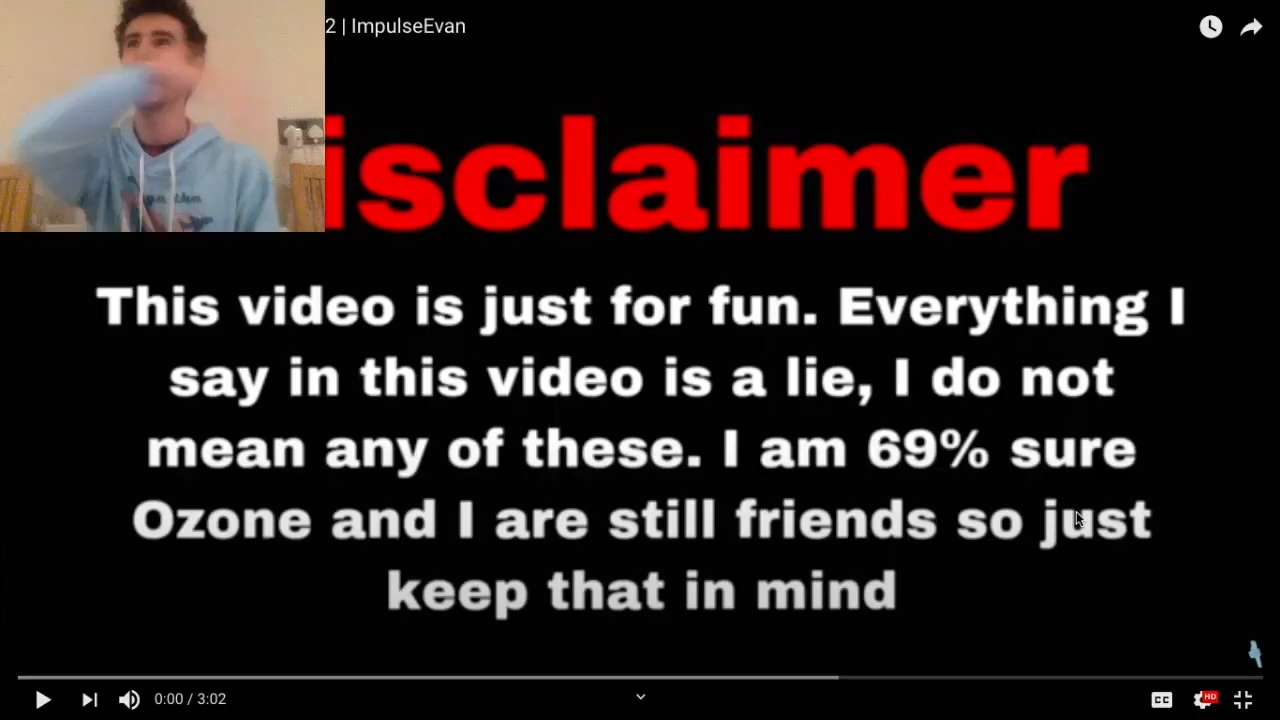 2 | ImpulseEvan
isclaimer
This video is just for fun. Everything I
say in this video is a lie, I do not
mean any of these. I am 69% sure
Ozone and I are still friends so just
keep that in mind
0:00 / 3:02
CC
HD